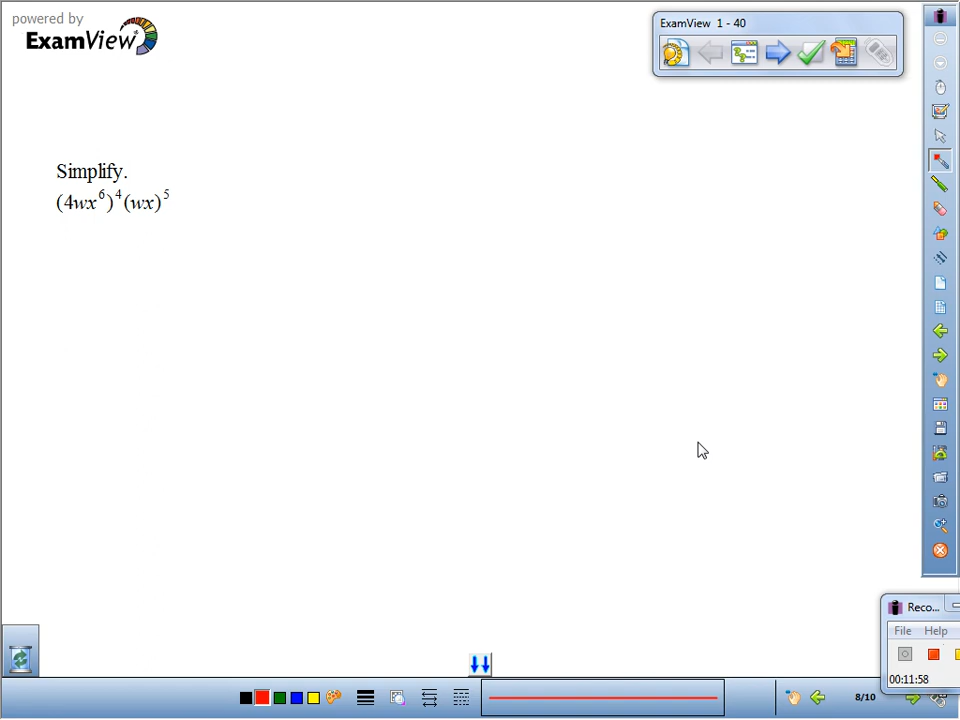 powered by
ExamView®
ExamView 1 - 40
Simplify.
(4wx⁶)⁴(wx)⁵
Reco...
File Help
00:11:58
8/10